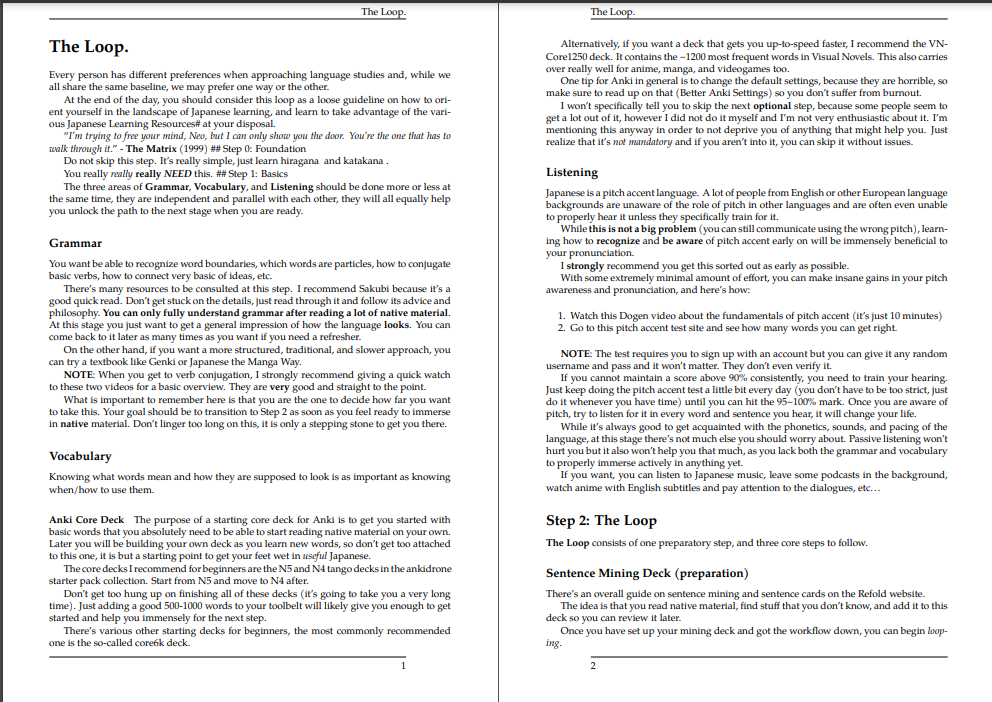 The Loop.
The Loop.
Every person has different preferences when approaching language studies and, while we
all share the same baseline, we may prefer one way or the other.
At the end of the day, you should consider this loop as a loose guideline on how to ori-
ent yourself in the landscape of Japanese learning, and learn to take advantage of the vari-
ous Japanese Learning Resources# at your disposal.
"I'm trying to free your mind, Neo, but I can only show you the door. You're the one that has to
walk through it." - The Matrix (1999) ## Step 0: Foundation
Do not skip this step. It's really simple, just learn hiragana and katakana .
You really really really NEED this. ## Step 1: Basics
The three areas of Grammar, Vocabulary, and Listening should be done more or less at
the same time, they are independent and parallel with each other, they will all equally help
you unlock the path to the next stage when you are ready.
Grammar
You want be able to recognize word boundaries, which words are particles, how to conjugate
basic verbs, how to connect very basic of ideas, etc.
There's many resources to be consulted at this step. I recommend Sakubi because it's a
good quick read. Don't get stuck on the details, just read through it and follow its advice and
philosophy. You can only fully understand grammar after reading a lot of native material.
At this stage you just want to get a general impression of how the language looks. You can
come back to it later as many times as you want if you need a refresher.
On the other hand, if you want a more structured, traditional, and slower approach, you
can try a textbook like Genki or Japanese the Manga Way.
NOTE: When you get to verb conjugation, I strongly recommend giving a quick watch
to these two videos for a basic overview. They are very good and straight to the point.
What is important to remember here is that you are the one to decide how far you want
to take this. Your goal should be to transition to Step 2 as soon as you feel ready to immerse
in native material. Don't linger too long on this, it is only a stepping stone to get you there.
Vocabulary
Knowing what words mean and how they are supposed to look is as important as knowing
when/how to use them.
Anki Core Deck The purpose of a starting core deck for Anki is to get you started with
basic words that you absolutely need to be able to start reading native material on your own.
Later you will be building your own deck as you learn new words, so don't get too attached
to this one, it is but a starting point to get your feet wet in useful Japanese.
The core decks I recommend for beginners are the N5 and N4 tango decks in the ankidrone
starter pack collection. Start from N5 and move to N4 after.
Don't get too hung up on finishing all of these decks (it's going to take you a very long
time). Just adding a good 500-1000 words to your toolbelt will likely give you enough to get
started and help you immensely for the next step.
There's various other starting decks for beginners, the most commonly recommended
one is the so-called core6k deck.
1
The Loop.
Alternatively, if you want a deck that gets you up-to-speed faster, I recommend the VN-
Core1250 deck. It contains the ~1200 most frequent words in Visual Novels. This also carries
over really well for anime, manga, and videogames too.
One tip for Anki in general is to change the default settings, because they are horrible, so
make sure to read up on that (Better Anki Settings) so you don't suffer from burnout.
I won't specifically tell you to skip the next optional step, because some people seem to
get a lot out of it, however I did not do it myself and I'm not very enthusiastic about it. I'm
mentioning this anyway in order to not deprive you of anything that might help you. Just
realize that it's not mandatory and if you aren't into it, you can skip it without issues.
Listening
Japanese is a pitch accent language. A lot of people from English or other European language
backgrounds are unaware of the role of pitch in other languages and are often even unable
to properly hear it unless they specifically train for it.
While this is not a big problem (you can still communicate using the wrong pitch), learn-
ing how to recognize and be aware of pitch accent early on will be immensely beneficial to
your pronunciation.
I strongly recommend you get this sorted out as early as possible.
With some extremely minimal amount of effort, you can make insane gains in your pitch
awareness and pronunciation, and here's how:
1. Watch this Dogen video about the fundamentals of pitch accent (it's just 10 minutes)
2. Go to this pitch accent test site and see how many words you can get right.
NOTE: The test requires you to sign up with an account but you can give it any random
username and pass and it won't matter. They don't even verify it.
If you cannot maintain a score above 90% consistently, you need to train your hearing.
Just keep doing the pitch accent test a little bit every day (you don't have to be too strict, just
do it whenever you have time) until you can hit the 95~100% mark. Once you are aware of
pitch, try to listen for it in every word and sentence you hear, it will change your life.
While it's always good to get acquainted with the phonetics, sounds, and pacing of the
language, at this stage there's not much else you should worry about. Passive listening won't
hurt you but it also won't help you that much, as you lack both the grammar and vocabulary
to properly immerse actively in anything yet.
If you want, you can listen to Japanese music, leave some podcasts in the background,
watch anime with English subtitles and pay attention to the dialogues, etc…
Step 2: The Loop
The Loop consists of one preparatory step, and three core steps to follow.
Sentence Mining Deck (preparation)
There's an overall guide on sentence mining and sentence cards on the Refold website.
The idea is that you read native material, find stuff that you don't know, and add it to this
deck so you can review it later.
Once you have set up your mining deck and got the workflow down, you can begin loop-
ing.
2